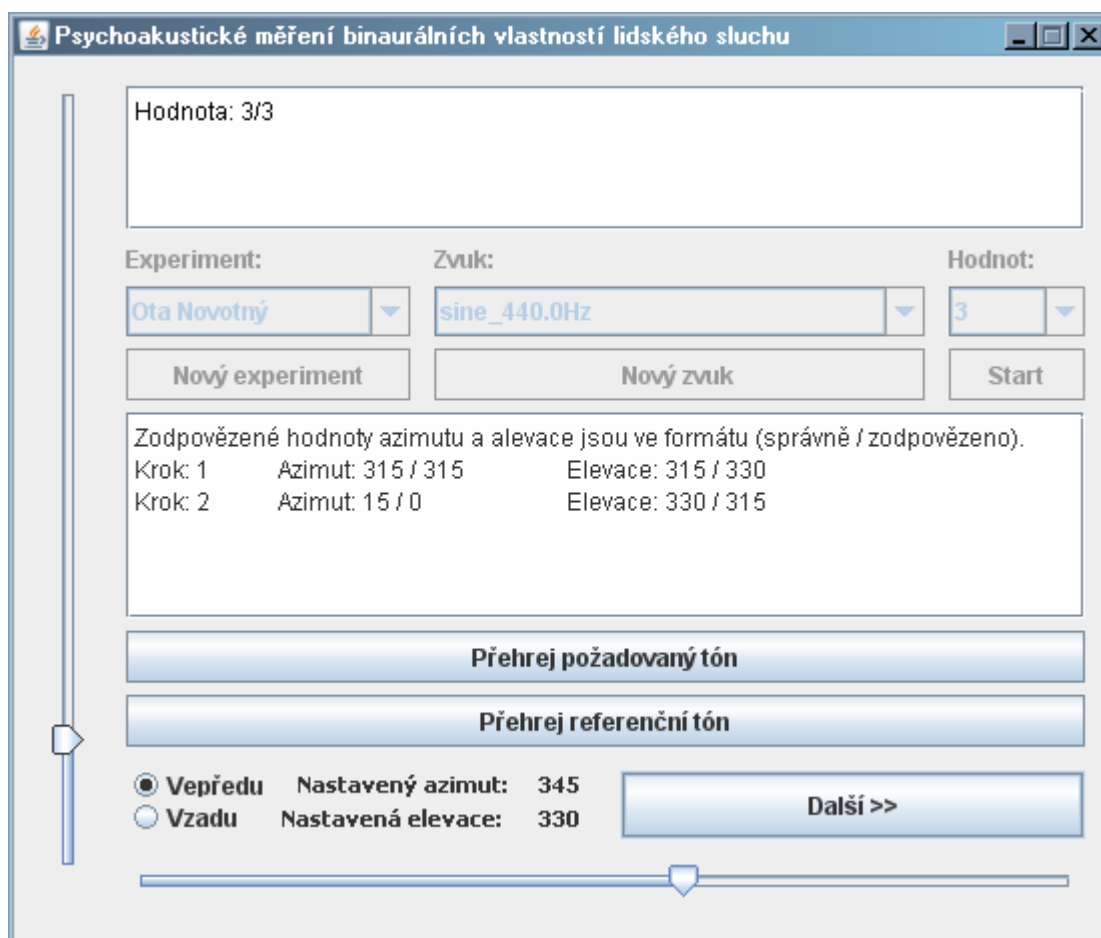 Psychoakustické měření binaurálních vlastností lidského sluchu
Hodnota: 3/3
Experiment: Zvuk: Hodnot:
Ota Novotný sine_440.0Hz 3
Nový experiment Nový zvuk Start
Zodpovězené hodnoty azimutu a alevace jsou ve formátu (správně / zodpovězeno).
Krok: 1 Azimut: 315 / 315 Elevace: 315 / 330
Krok: 2 Azimut: 15 / 0 Elevace: 330 / 315
Přehrej požadovaný tón
Přehrej referenční tón
Vepředu Nastavený azimut: 345
Vzadu Nastavená elevace: 330
Další >>